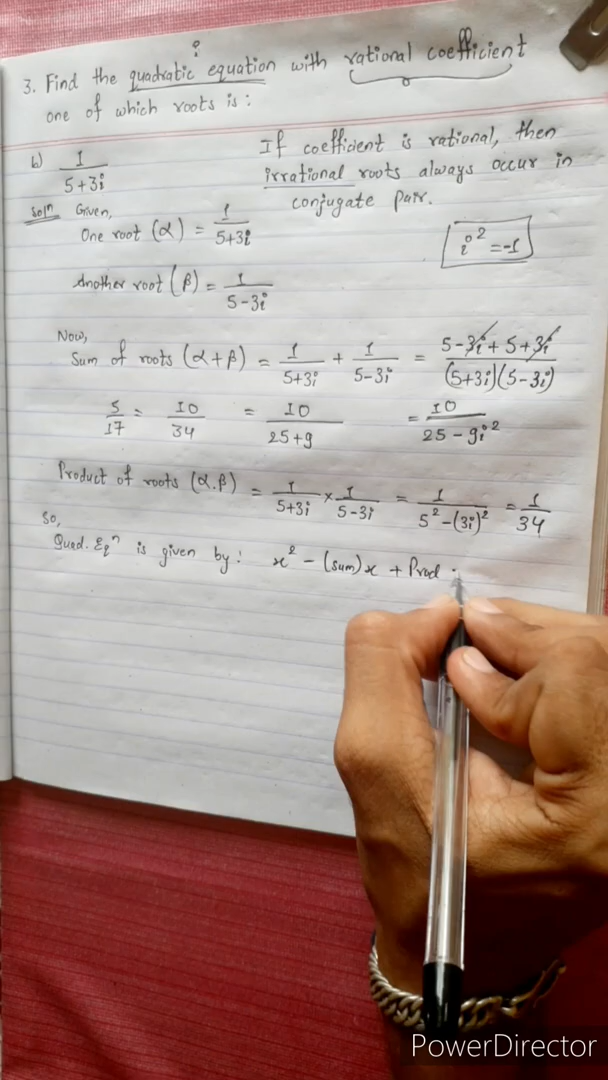 3. Find the quadratic equation with rational coefficient
one of which roots is :
b) 1/(5+3i)
If coefficient is rational, then
irrational roots always occur in
conjugate pair.
Solⁿ Given,
One root (α) = 1/(5+3i)
i² = -1
Another root (β) = 1/(5-3i)
Now,
Sum of roots (α+β) = 1/(5+3i) + 1/(5-3i) = (5-3i+5+3i)/((5+3i)(5-3i))
5/17 = 10/34 = 10/(25+9) = 10/(25-9i²)
Product of roots (α.β) = 1/(5+3i) × 1/(5-3i) = 1/(5²-(3i)²) = 1/34
So,
Quad. Eqⁿ is given by : x² - (sum)x + Prod
PowerDirector